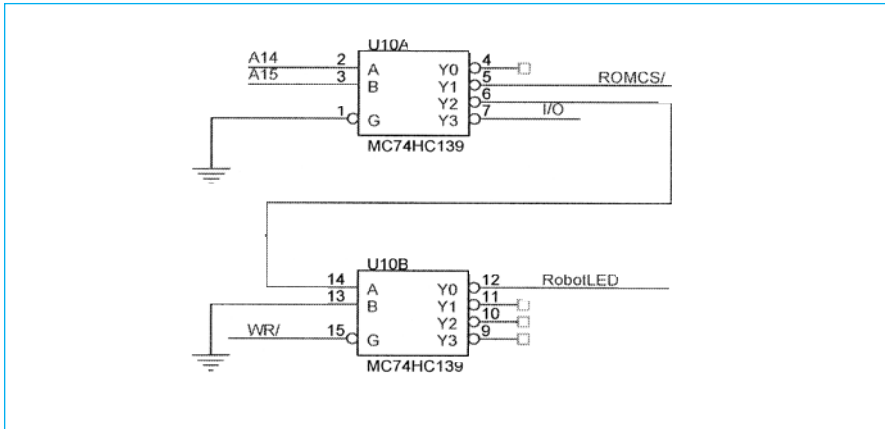 U10A
A14 2 A Y0 4
A15 3 B Y1 5 ROMCS/
Y2 6
1 G Y3 7 I/O
MC74HC139
U10B
14 A Y0 12 RobotLED
13 B Y1 11
Y2 10
WR/ 15 G Y3 9
MC74HC139